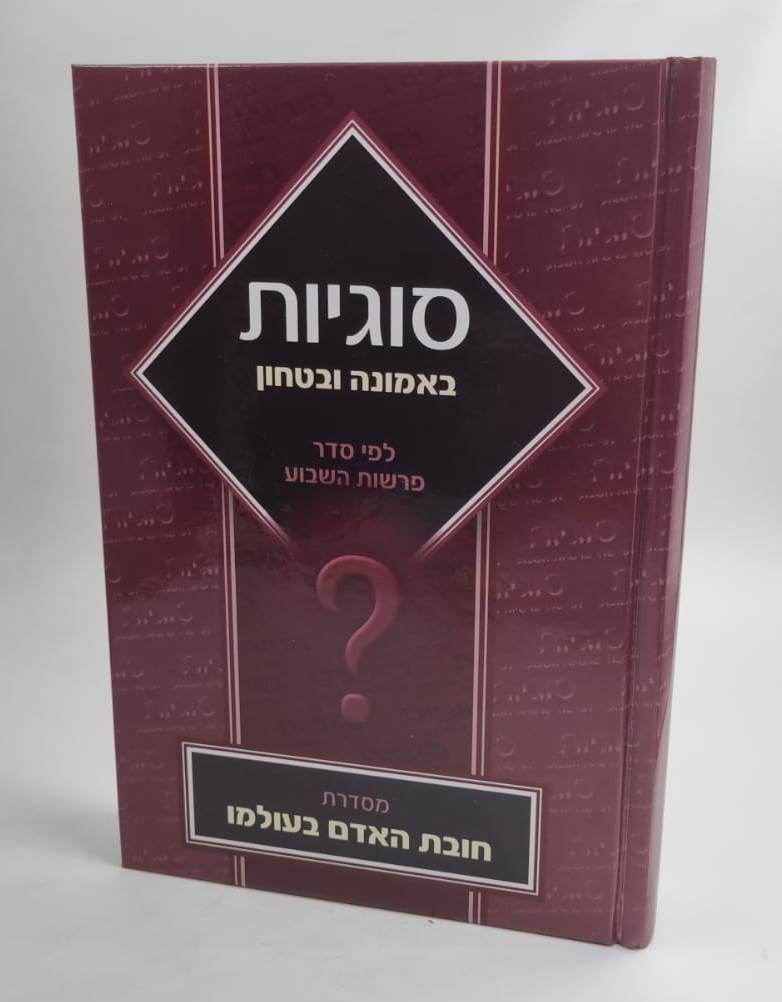 סוגיות
באמונה ובטחון
לפי סדר
פרשות השבוע
?
מסדרת
חובת האדם בעולמו